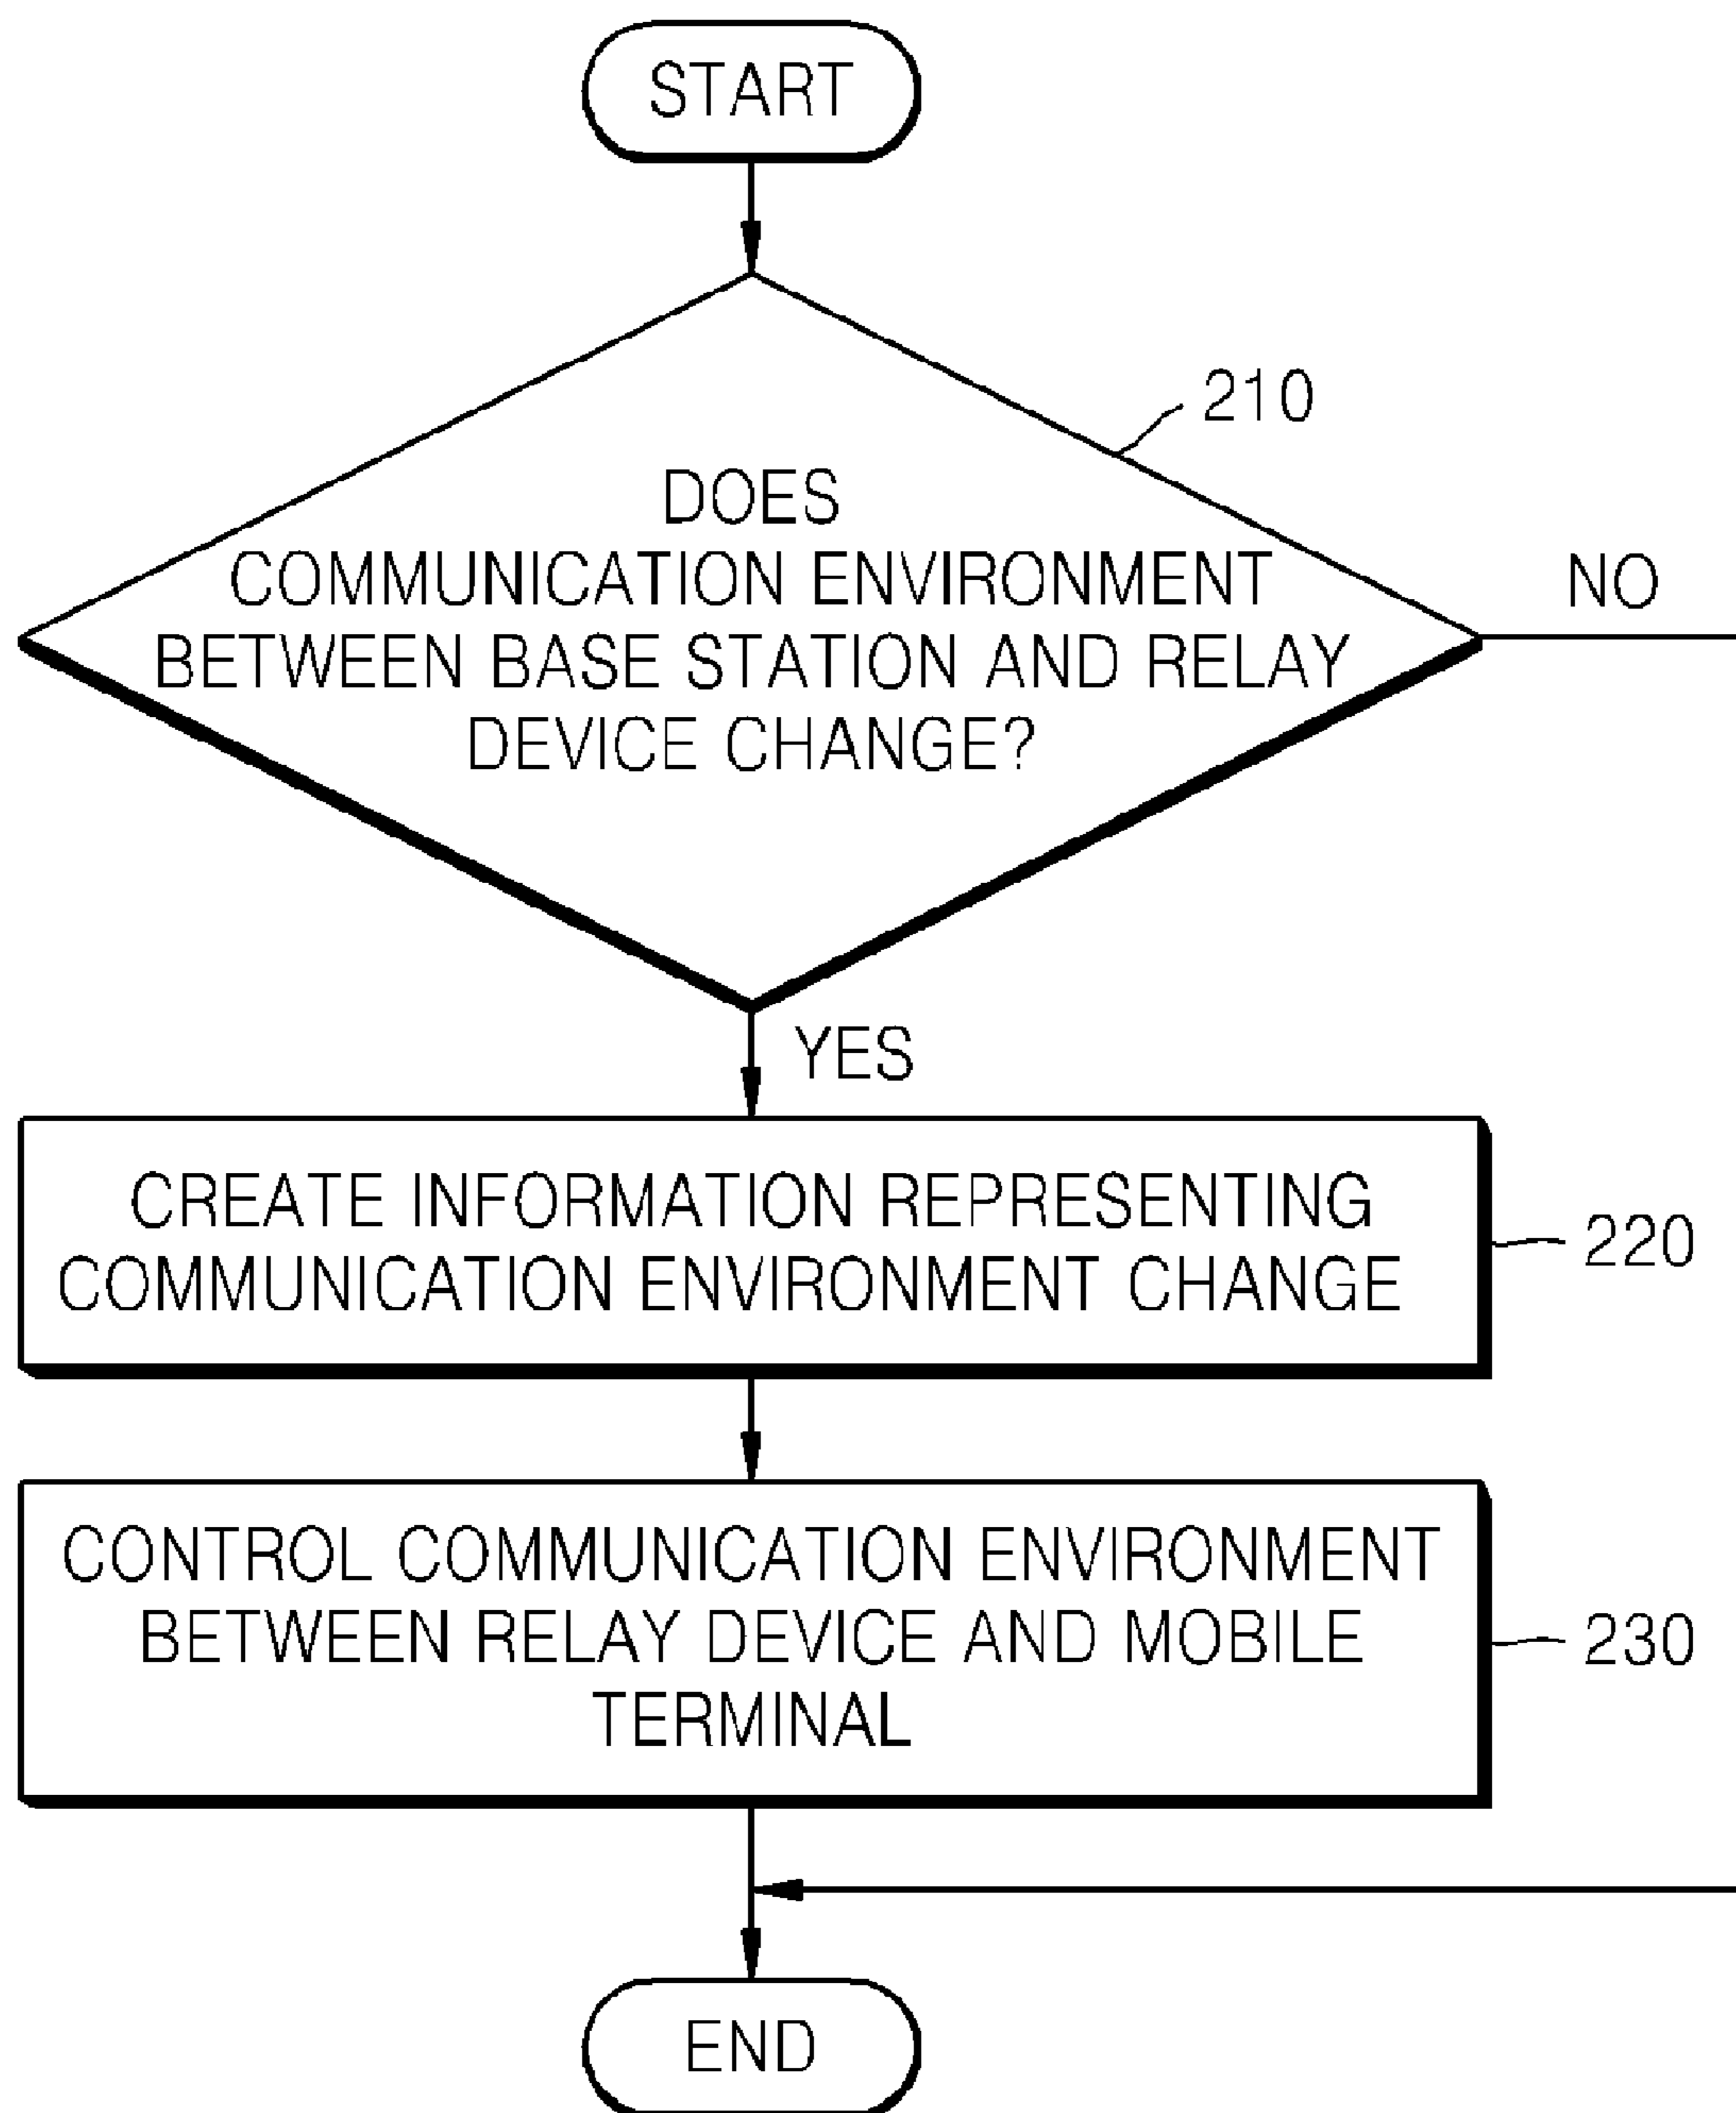 START
210
DOES
COMMUNICATION ENVIRONMENT
BETWEEN BASE STATION AND RELAY
DEVICE CHANGE?
NO
YES
CREATE INFORMATION REPRESENTING
COMMUNICATION ENVIRONMENT CHANGE
220
CONTROL COMMUNICATION ENVIRONMENT
BETWEEN RELAY DEVICE AND MOBILE
TERMINAL
230
END